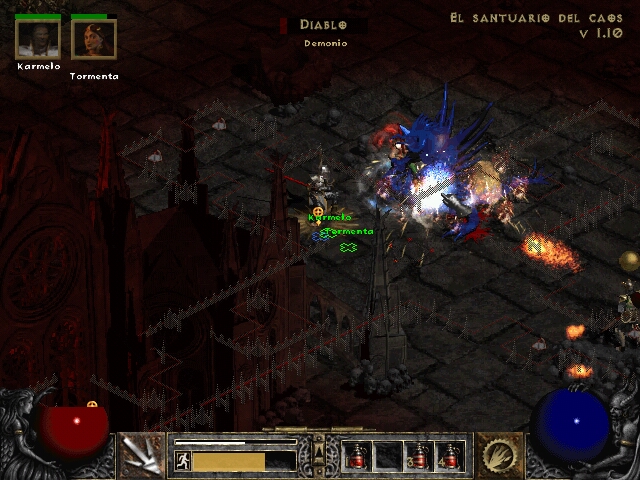 Diablo
Demonio
El santuario del caos
v 1.10
Karmelo
Tormenta
Karmelo
Tormenta
3
4